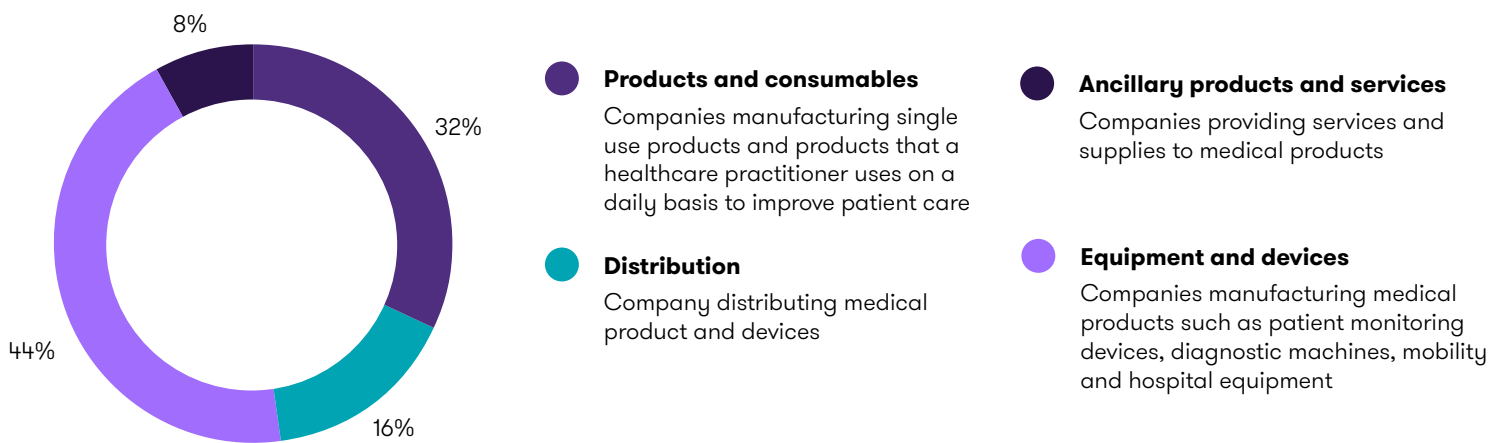 8%
32%
44%
16%
Products and consumables
Companies manufacturing single
use products and products that a
healthcare practitioner uses on a
daily basis to improve patient care
Distribution
Company distributing medical
product and devices
Ancillary products and services
Companies providing services and
supplies to medical products
Equipment and devices
Companies manufacturing medical
products such as patient monitoring
devices, diagnostic machines, mobility
and hospital equipment